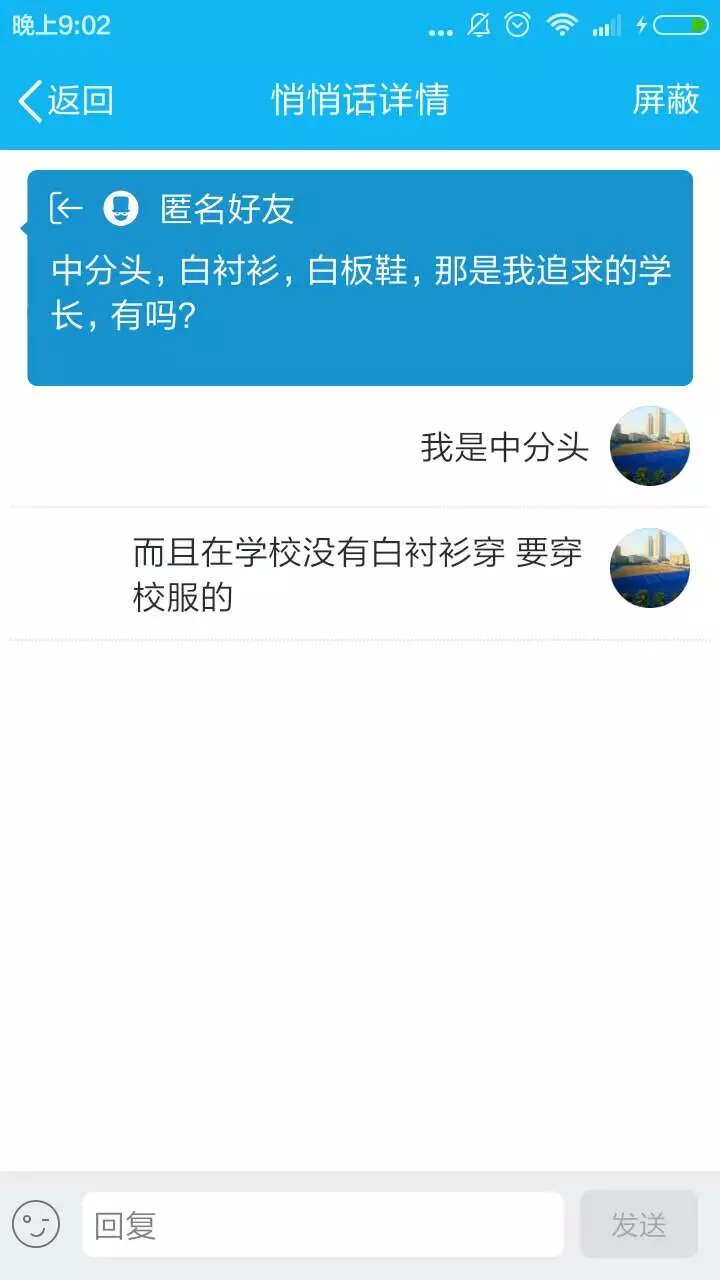 晚上9:02
返回
悄悄话详情
屏蔽
匿名好友
中分头，白衬衫，白板鞋，那是我追求的学
长，有吗？
我是中分头
而且在学校没有白衬衫穿 要穿
校服的
回复
发送